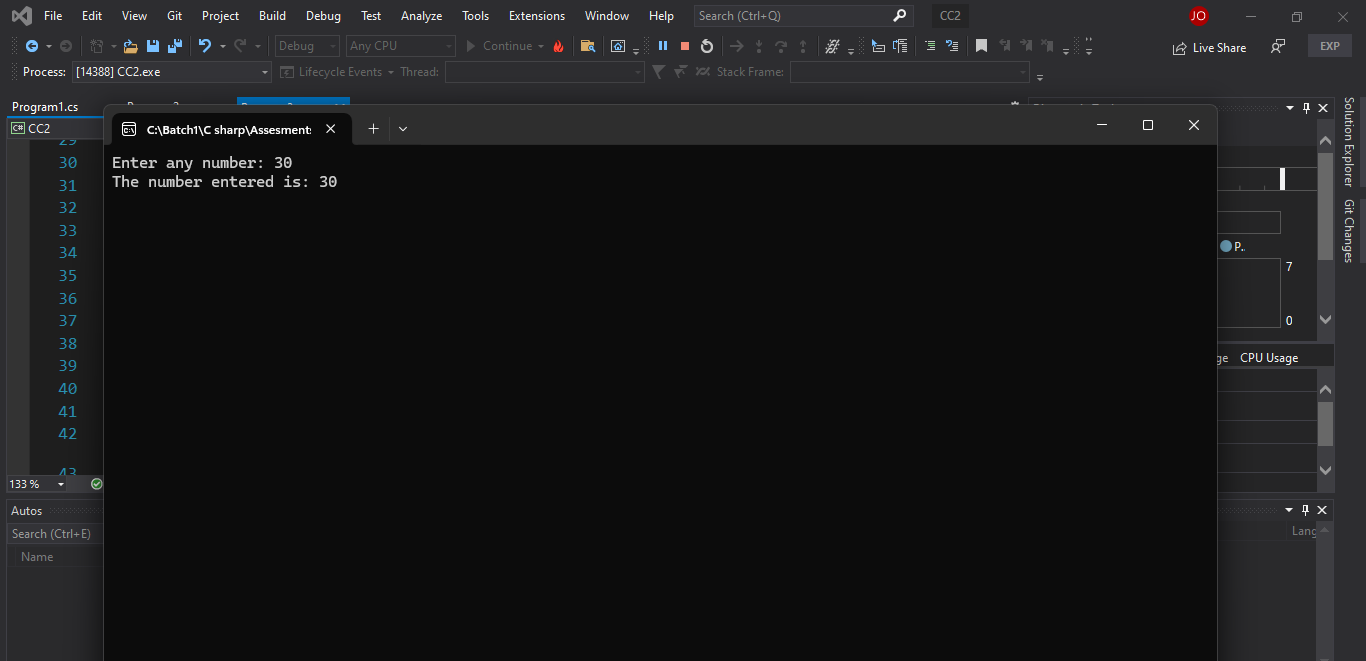 File Edit View Git Project Build Debug Test Analyze Tools Extensions Window Help Search (Ctrl+Q) CC2 JO
Debug Any CPU Continue Live Share EXP
Process: [14388] CC2.exe Lifecycle Events Thread: Stack Frame:
Program1.cs
CC2
C:\Batch1\C sharp\Assesment
Enter any number: 30
The number entered is: 30
29
30
31
32
33
34
35
36
37
38
39
40
41
42
43
133 %
P..
7
0
CPU Usage
Solution Explorer
Git Changes
Autos
Search (Ctrl+E)
Name
Lang